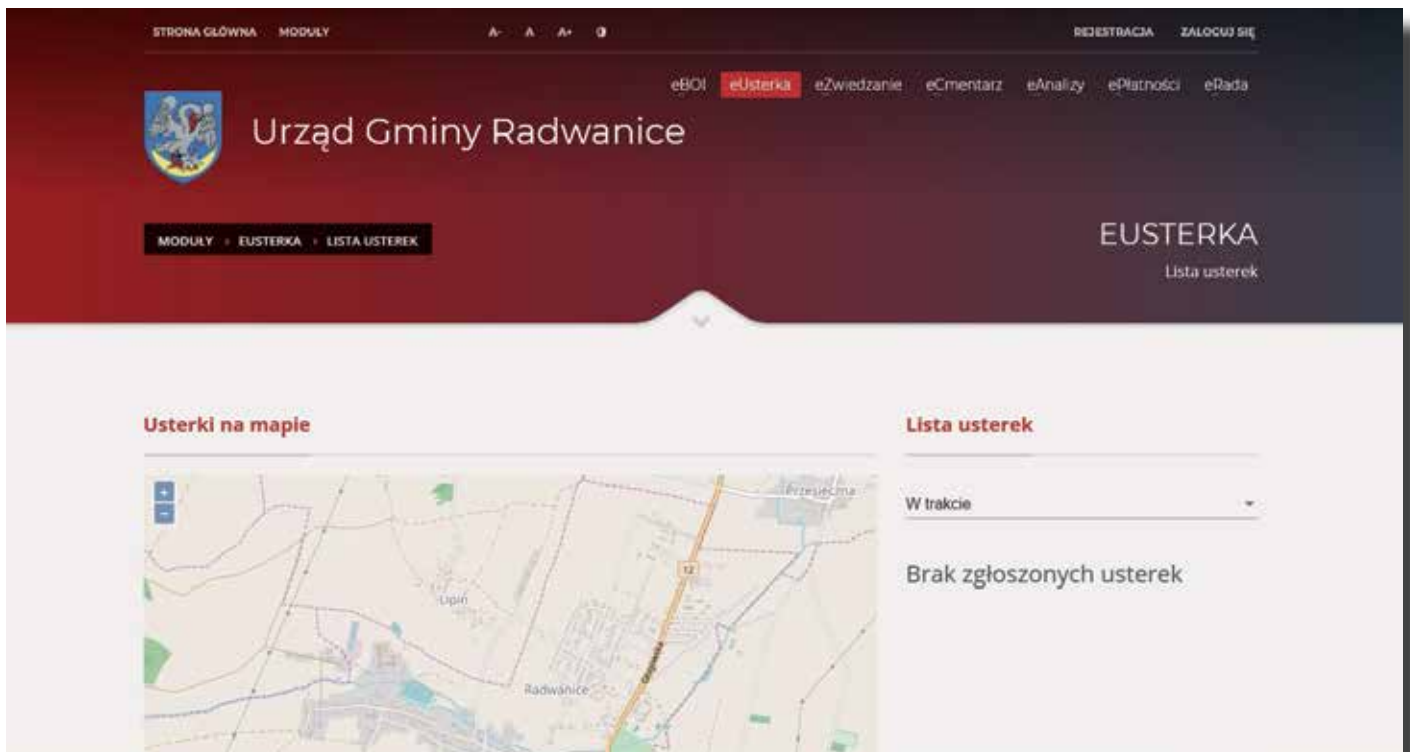 STRONA GŁÓWNA MODUŁY A- A A+ REJESTRACJA ZALOGUJ SIĘ
eBOI eUsterka eZwiedzanie eCmentarz eAnalizy ePłatności eRada
Urząd Gminy Radwanice
MODUŁY EUSTERKA LISTA USTEREK
EUSTERKA
Lista usterek
Usterki na mapie
Lista usterek
+
-
Przesieczna
W trakcie
12
Brak zgłoszonych usterek
Lipin
Głogowska
Radwanice